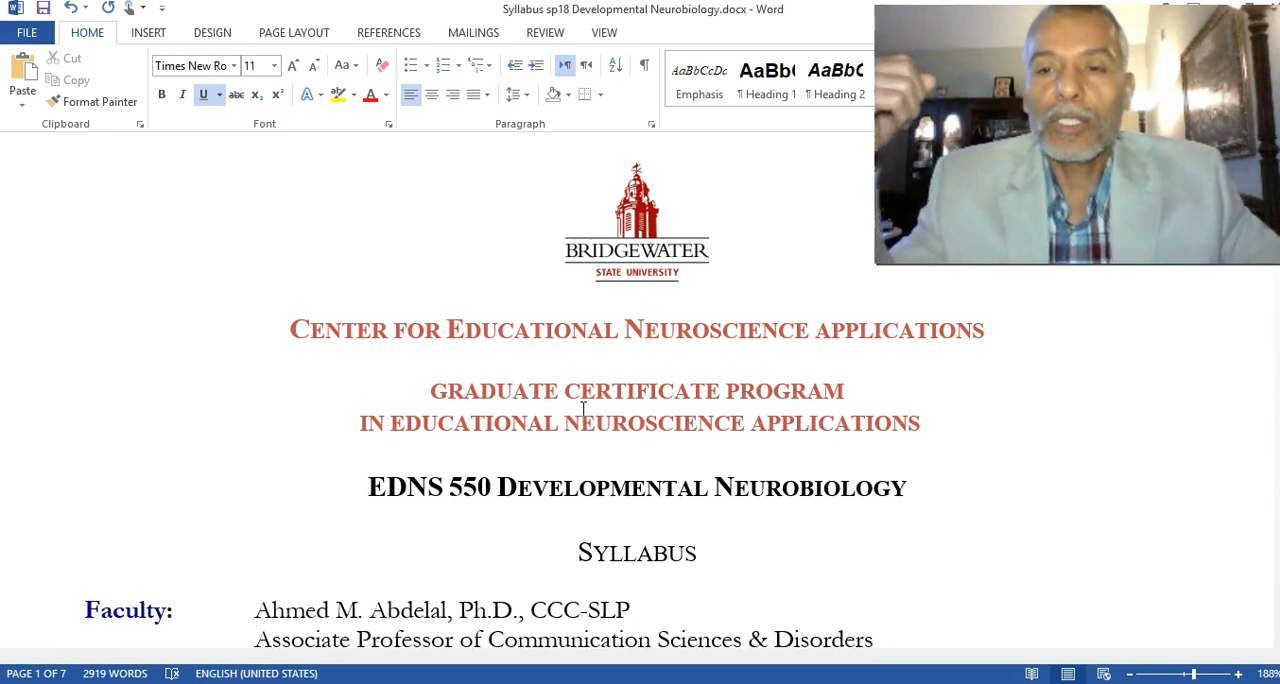 Syllabus sp18 Developmental Neurobiology.docx - Word
FILE HOME INSERT DESIGN PAGE LAYOUT REFERENCES MAILINGS REVIEW VIEW
Cut
Copy
Paste
Format Painter
Times New Ro 11
Aa
B I U abc x₂ x² A A
AaBbCcDc AaBb( AaBbC
Emphasis ¶ Heading 1 ¶ Heading 2
Clipboard Font Paragraph
BRIDGEWATER
STATE UNIVERSITY
CENTER FOR EDUCATIONAL NEUROSCIENCE APPLICATIONS
GRADUATE CERTIFICATE PROGRAM
IN EDUCATIONAL NEUROSCIENCE APPLICATIONS
EDNS 550 DEVELOPMENTAL NEUROBIOLOGY
SYLLABUS
Faculty: Ahmed M. Abdelal, Ph.D., CCC-SLP
Associate Professor of Communication Sciences & Disorders
PAGE 1 OF 7 2919 WORDS ENGLISH (UNITED STATES) 188%